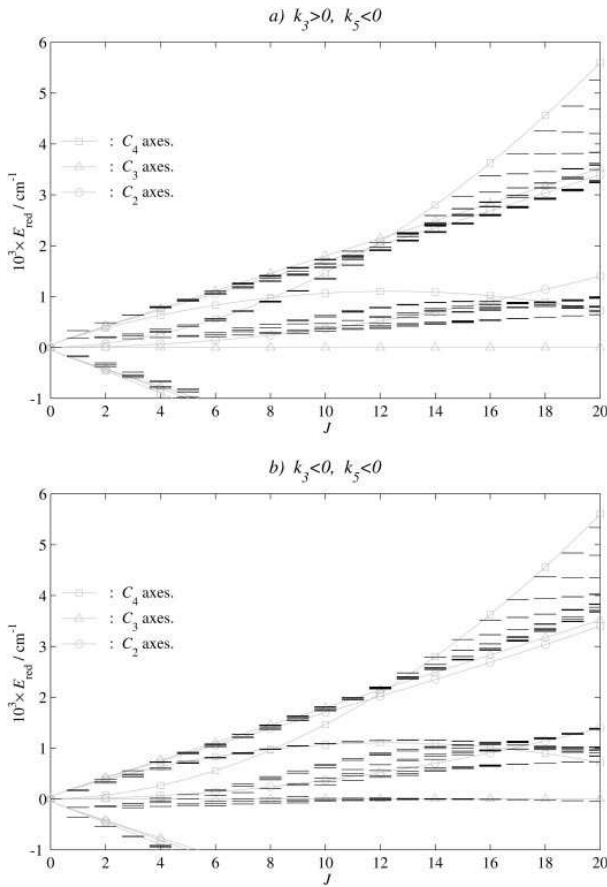 a) k3>0, k5<0
6
5
4
3
2
1
0
-1
10³× Ered / cm⁻¹
: C4 axes.
: C3 axes.
: C2 axes.
0 2 4 6 8 10 12 14 16 18 20
J
b) k3<0, k5<0
6
5
4
3
2
1
0
-1
10³× Ered / cm⁻¹
: C4 axes.
: C3 axes.
: C2 axes.
0 2 4 6 8 10 12 14 16 18 20
J